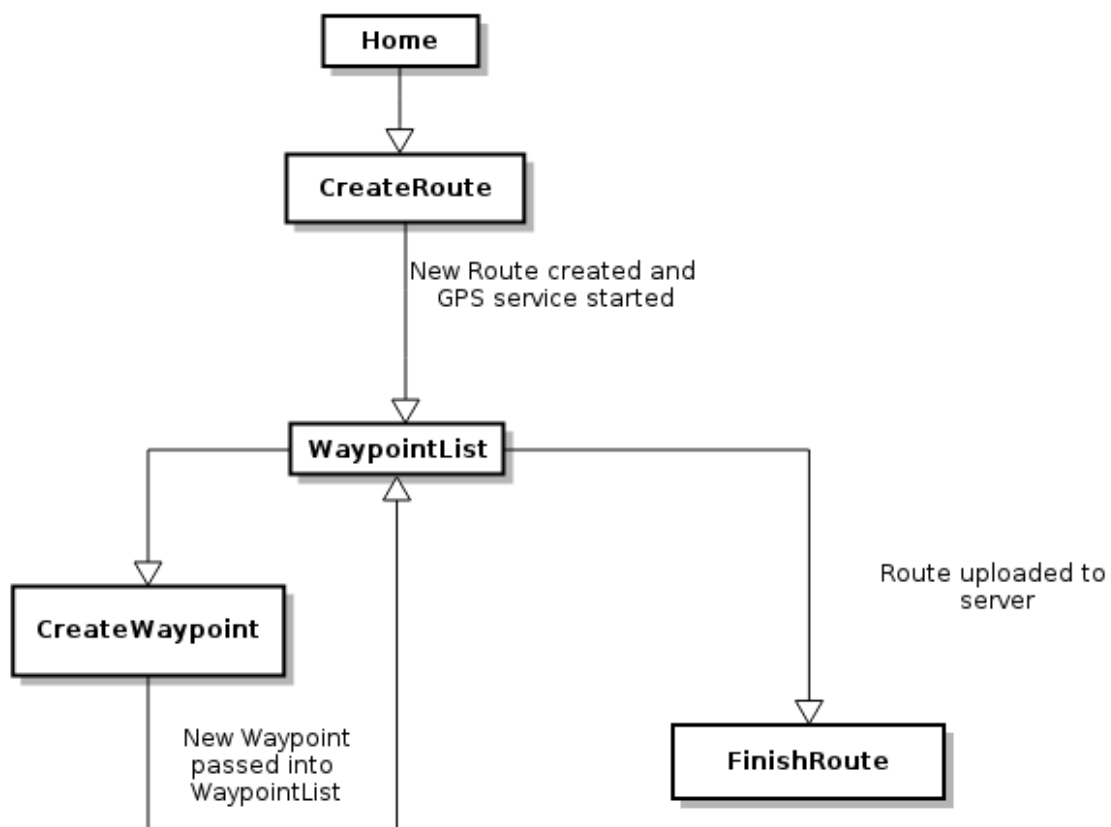 Home
CreateRoute
New Route created and
GPS service started
WaypointList
Route uploaded to
server
CreateWaypoint
New Waypoint
passed into
WaypointList
FinishRoute